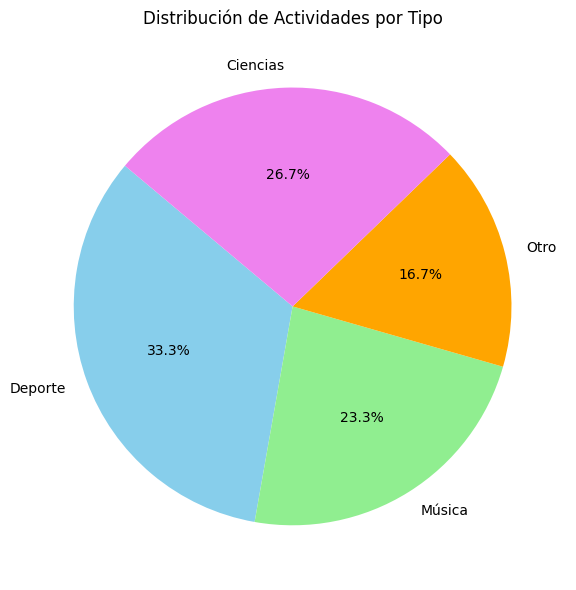 Distribución de Actividades por Tipo
Ciencias
26.7%
Otro
16.7%
33.3%
Deporte
23.3%
Música